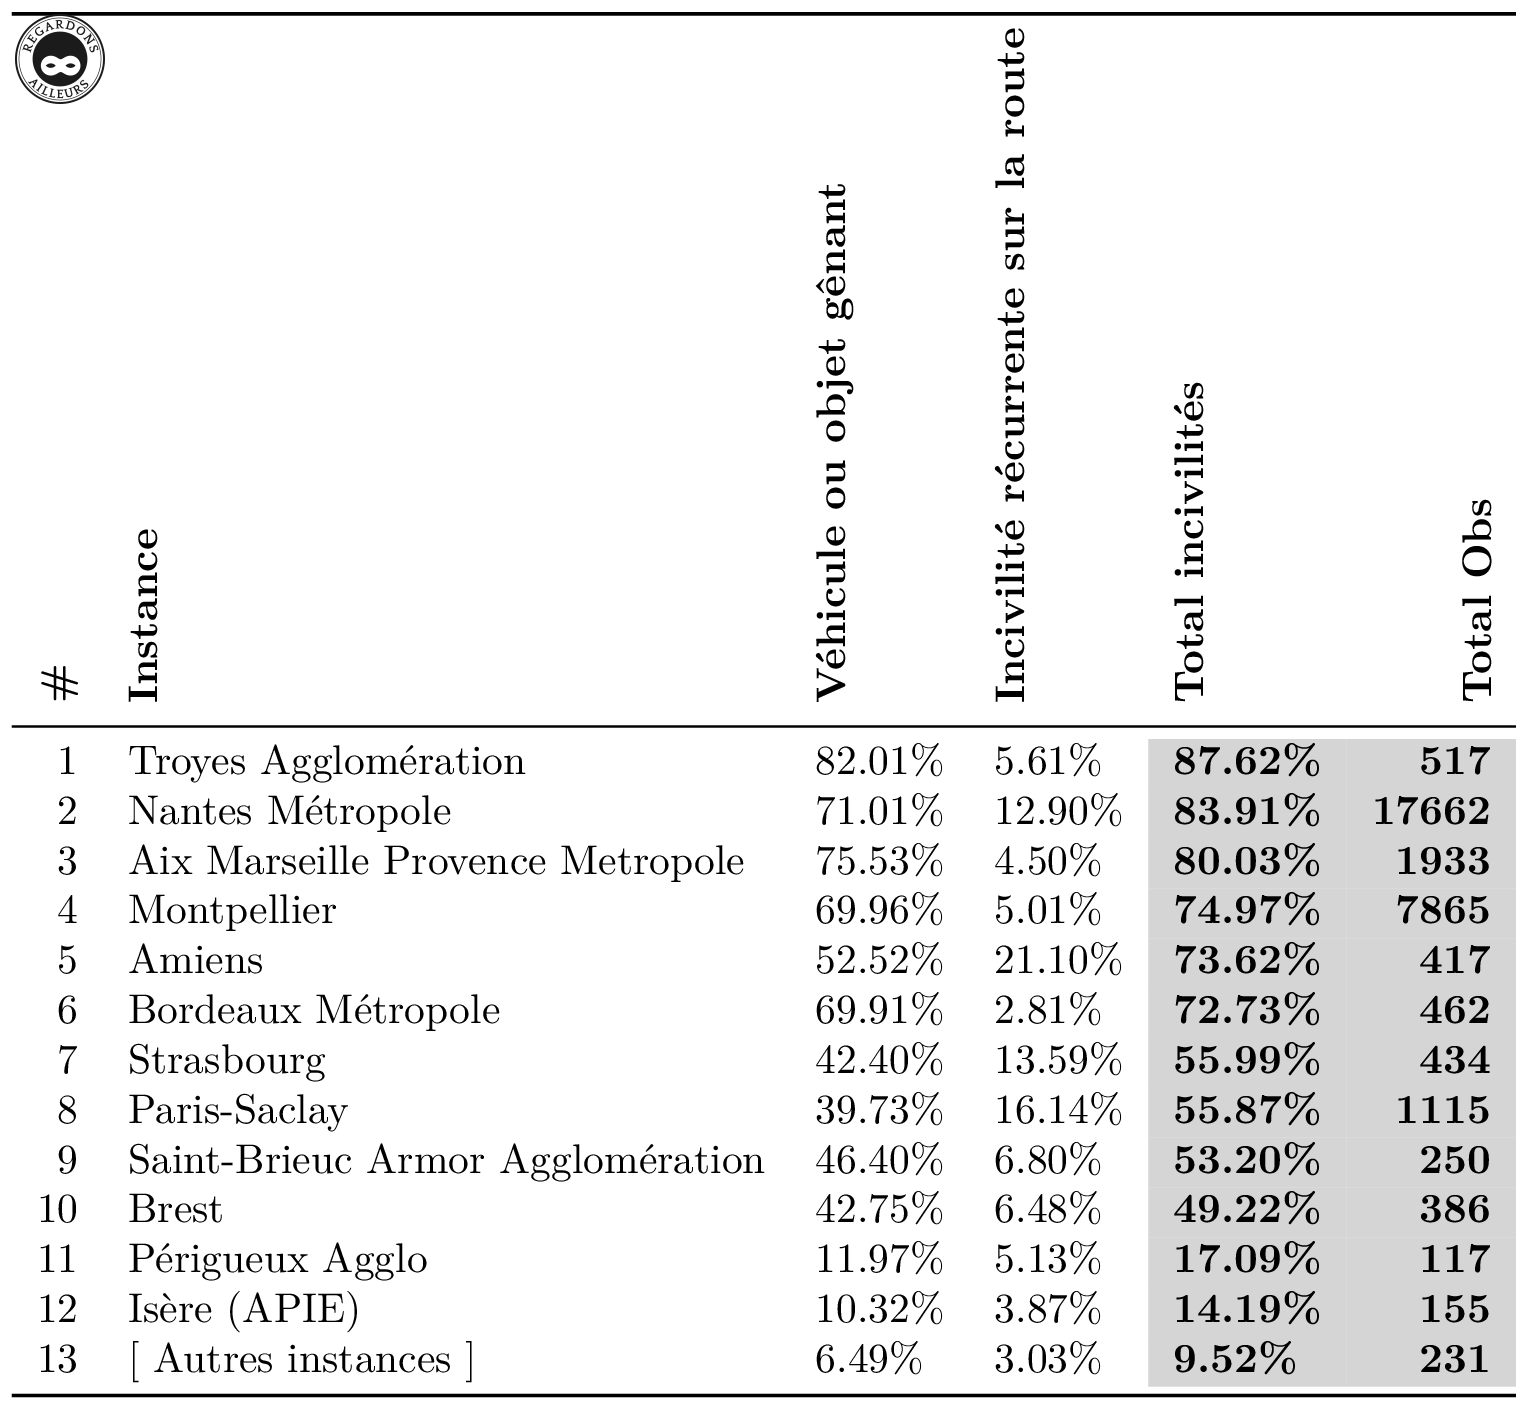 REGARDONS
AILLEURS
# Instance Véhicule ou objet gênant Incivilité récurrente sur la route Total incivilités Total Obs
1 Troyes Agglomération 82.01% 5.61% 87.62% 517
2 Nantes Métropole 71.01% 12.90% 83.91% 17662
3 Aix Marseille Provence Metropole 75.53% 4.50% 80.03% 1933
4 Montpellier 69.96% 5.01% 74.97% 7865
5 Amiens 52.52% 21.10% 73.62% 417
6 Bordeaux Métropole 69.91% 2.81% 72.73% 462
7 Strasbourg 42.40% 13.59% 55.99% 434
8 Paris-Saclay 39.73% 16.14% 55.87% 1115
9 Saint-Brieuc Armor Agglomération 46.40% 6.80% 53.20% 250
10 Brest 42.75% 6.48% 49.22% 386
11 Périgueux Agglo 11.97% 5.13% 17.09% 117
12 Isère (APIE) 10.32% 3.87% 14.19% 155
13 [ Autres instances ] 6.49% 3.03% 9.52% 231